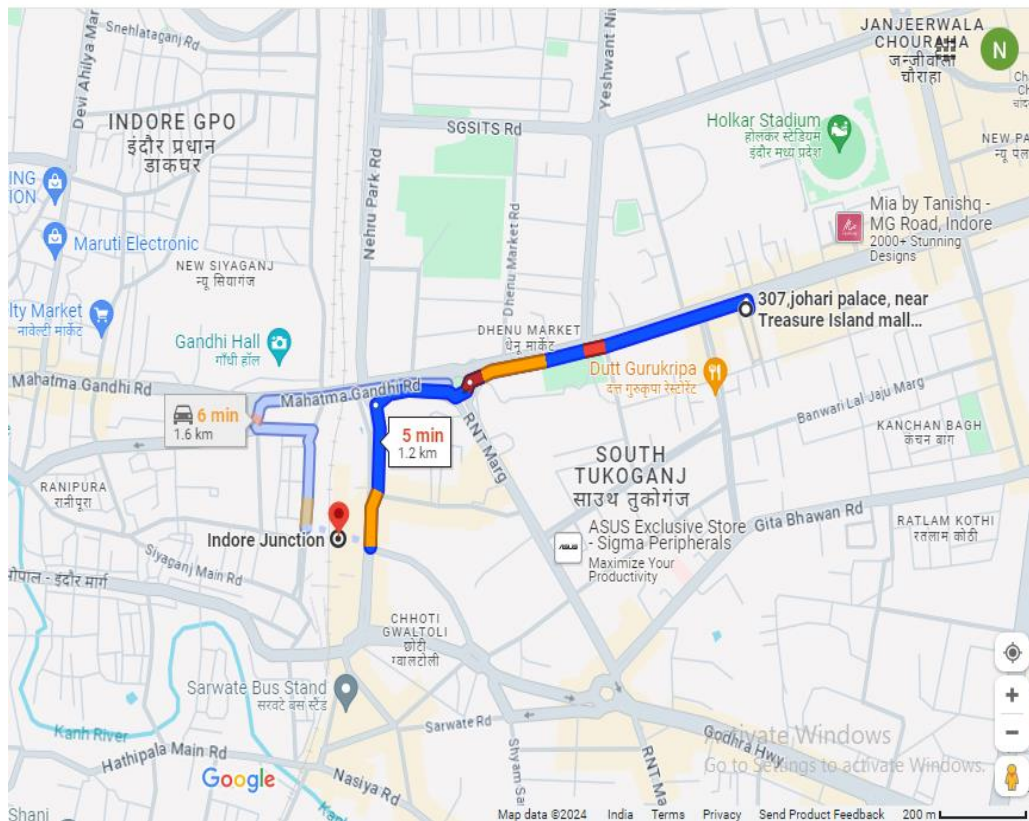 Snehlataganj Rd
Devi Ahilya Mar
INDORE GPO
इंदौर प्रधान
डाकघर
Nehru Park Rd
SGSITS Rd
Yeshwant Niv
JANJEERWALA
CHOURAHA
जन्जीवाला
चौराहा
N
Holkar Stadium
होलकर स्टेडियम
इंदौर मध्य प्रदेश
NEW PA
न्यू पल
ING
ION
Maruti Electronic
NEW SIYAGANJ
न्यू सियागंज
Dhenu Market Rd
Mia by Tanishq -
MG Road, Indore
2000+ Stunning
Designs
lty Market
नावेल्टी मार्केट
Gandhi Hall
गाँधी हॉल
DHENU MARKET
धेनू मार्केट
307,johari palace, near
Treasure Island mall...
Dutt Gurukripa
दत्त गुरुकृपा रेस्टोरेंट
Mahatma Gandhi Rd
Mahatma Gandhi Rd
6 min
1.6 km
5 min
1.2 km
RNT Marg
Banwari Lal Jaju Marg
KANCHAN BAGH
कंचन बाग
SOUTH
TUKOGANJ
साउथ तुकोगंज
RANIPURA
रानीपूरा
Indore Junction
Siyaganj Main Rd
ASUS Exclusive Store
- Sigma Peripherals
Maximize Your
Productivity
Gita Bhawan Rd
RATLAM KOTHI
रतलाम कोठी
भोपाल - इंदौर मार्ग
CHHOTI
GWALTOLI
छोटी
ग्वालटोली
Sarwate Bus Stand
सरवटे बस स्टैंड
Sarwate Rd
Kanh River
Hathipala Main Rd
Nasiya Rd
Shyam Sa
RNT Ma
Godhra Hwy
Activate Windows
Go to Settings to activate Windows.
Google
Shani
Map data ©2024 India Terms Privacy Send Product Feedback 200 m